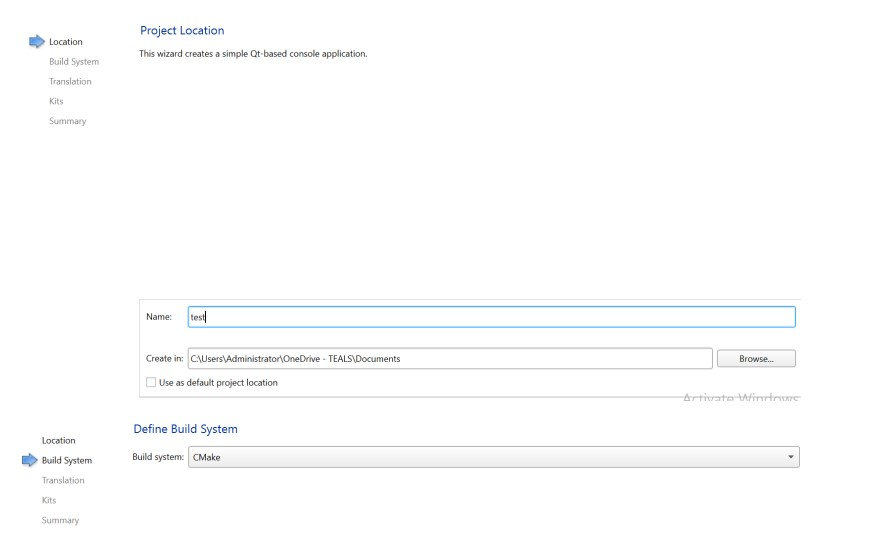 Project Location
Location
This wizard creates a simple Qt-based console application.
Build System
Translation
Kits
Summary
Name: test
Create in: C:\Users\Administrator\OneDrive - TEALS\Documents Browse...
Use as default project location
Activate Windows
Define Build System
Location
Build System
Build system: CMake
Translation
Kits
Summary